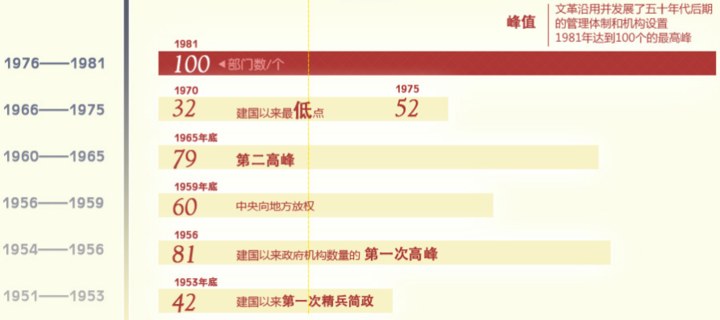 峰值
文革沿用并发展了五十年代后期
的管理体制和机构设置
1981年达到100个的最高峰
1976——1981
1981
100 ◀部门数/个
1966——1975
1970
32 建国以来最低点
1975
52
1960——1965
1965年底
79 第二高峰
1956——1959
1959年底
60 中央向地方放权
1954——1956
1956
81 建国以来政府机构数量的 第一次高峰
1951——1953
1953年底
42 建国以来第一次精兵简政